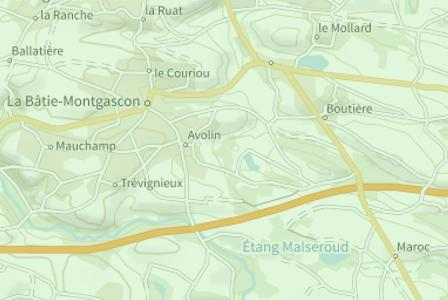 la Ranche
la Ruat
le Mollard
Ballatière
le Couriou
La Bâtie-Montgascon
Boutière
Avolin
Mauchamp
Trévignieux
Étang Malseroud
Maroc